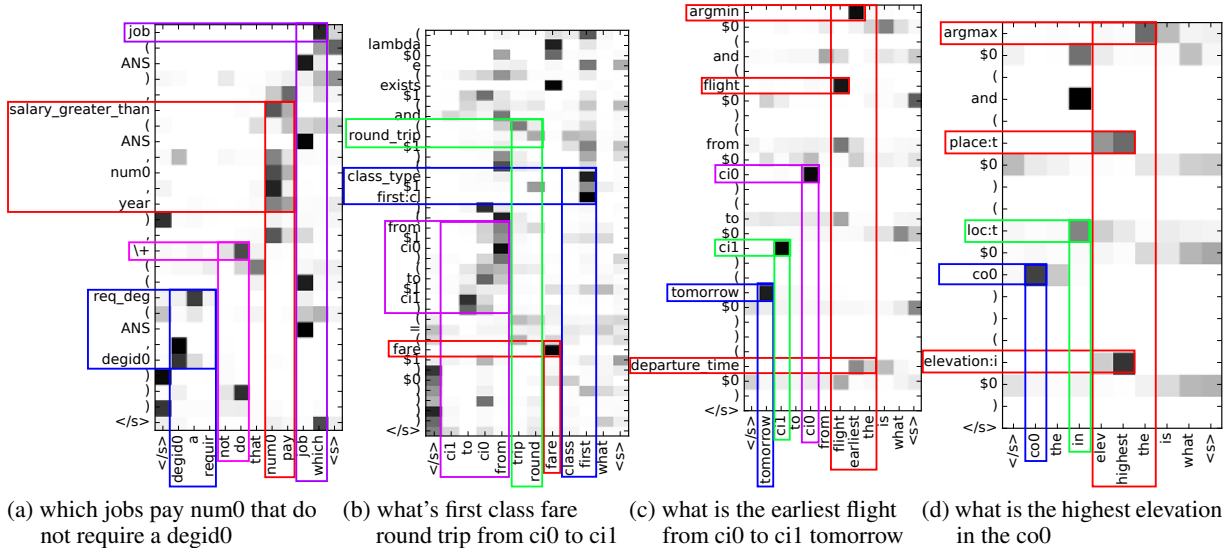 job
(
ANS
)
,
salary_greater_than
(
ANS
,
num0
,
year
)
,
\+
(
(
req_deg
(
ANS
,
degid0
)
)
)
</s>
</s> degid0 a requir not do that num0 pay job which <s>
(a) which jobs pay num0 that do
not require a degid0
lambda
$0
e
(
exists
$1
(
and
(
round_trip
$1
)
(
class_type
$1
first:c
)
(
from
$1
ci0
)
(
to
$1
ci1
)
(
=
(
fare
$1
)
$0
)
)
)
</s>
</s> ci1 to ci0 from trip round fare class first what <s>
(b) what's first class fare
round trip from ci0 to ci1
argmin
$0
(
and
(
flight
$0
)
(
from
$0
ci0
)
(
to
$0
ci1
)
(
tomorrow
$0
)
)
(
departure_time
$0
)
)
</s>
</s> tomorrow ci1 to ci0 from flight earliest the is what <s>
(c) what is the earliest flight
from ci0 to ci1 tomorrow
argmax
$0
(
and
(
place:t
$0
)
(
loc:t
$0
co0
)
)
(
elevation:i
$0
)
)
</s>
</s> co0 the in elev highest the is what <s>
(d) what is the highest elevation
in the co0